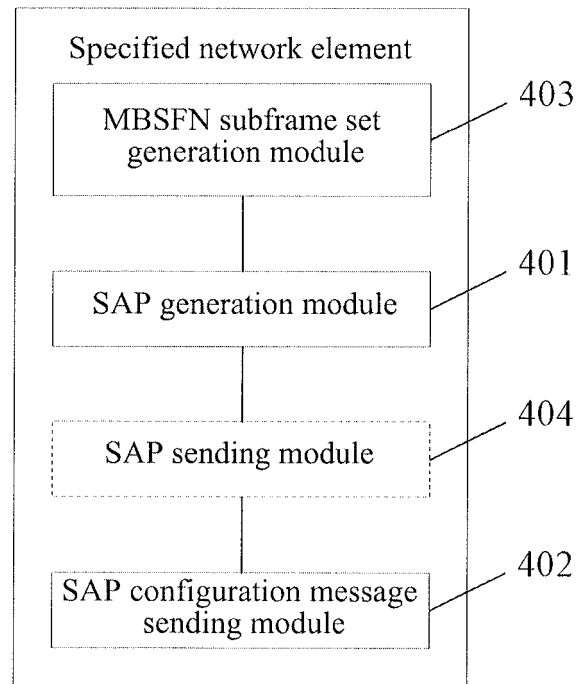 Specified network element
403
MBSFN subframe set
generation module
401
SAP generation module
404
SAP sending module
402
SAP configuration message
sending module